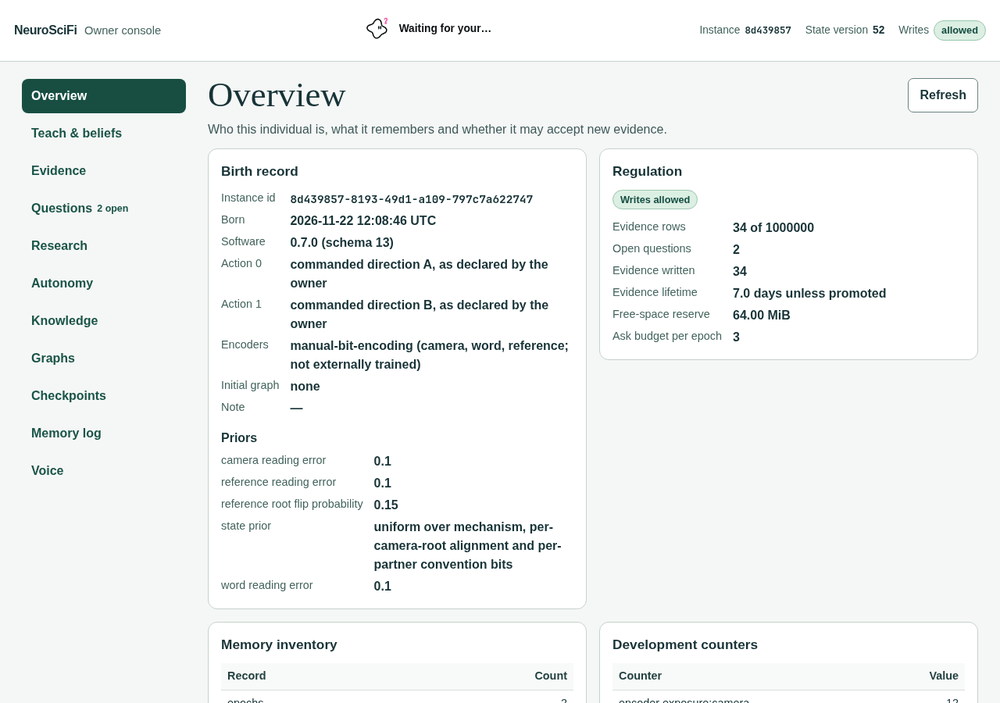 NeuroSciFi Owner console
? Waiting for your...
Instance 8d439857 State version 52 Writes allowed
Overview
Teach & beliefs
Evidence
Questions 2 open
Research
Autonomy
Knowledge
Graphs
Checkpoints
Memory log
Voice
Overview
Refresh
Who this individual is, what it remembers and whether it may accept new evidence.
Birth record
Instance id 8d439857-8193-49d1-a109-797c7a622747
Born 2026-11-22 12:08:46 UTC
Software 0.7.0 (schema 13)
Action 0 commanded direction A, as declared by the
owner
Action 1 commanded direction B, as declared by the
owner
Encoders manual-bit-encoding (camera, word, reference;
not externally trained)
Initial graph none
Note —
Priors
camera reading error 0.1
reference reading error 0.1
reference root flip probability 0.15
state prior uniform over mechanism, per-
camera-root alignment and per-
partner convention bits
word reading error 0.1
Regulation
Writes allowed
Evidence rows 34 of 1000000
Open questions 2
Evidence written 34
Evidence lifetime 7.0 days unless promoted
Free-space reserve 64.00 MiB
Ask budget per epoch 3
Memory inventory
Record Count
epochs 2
Development counters
Counter Value
encoder exposure:camera 12